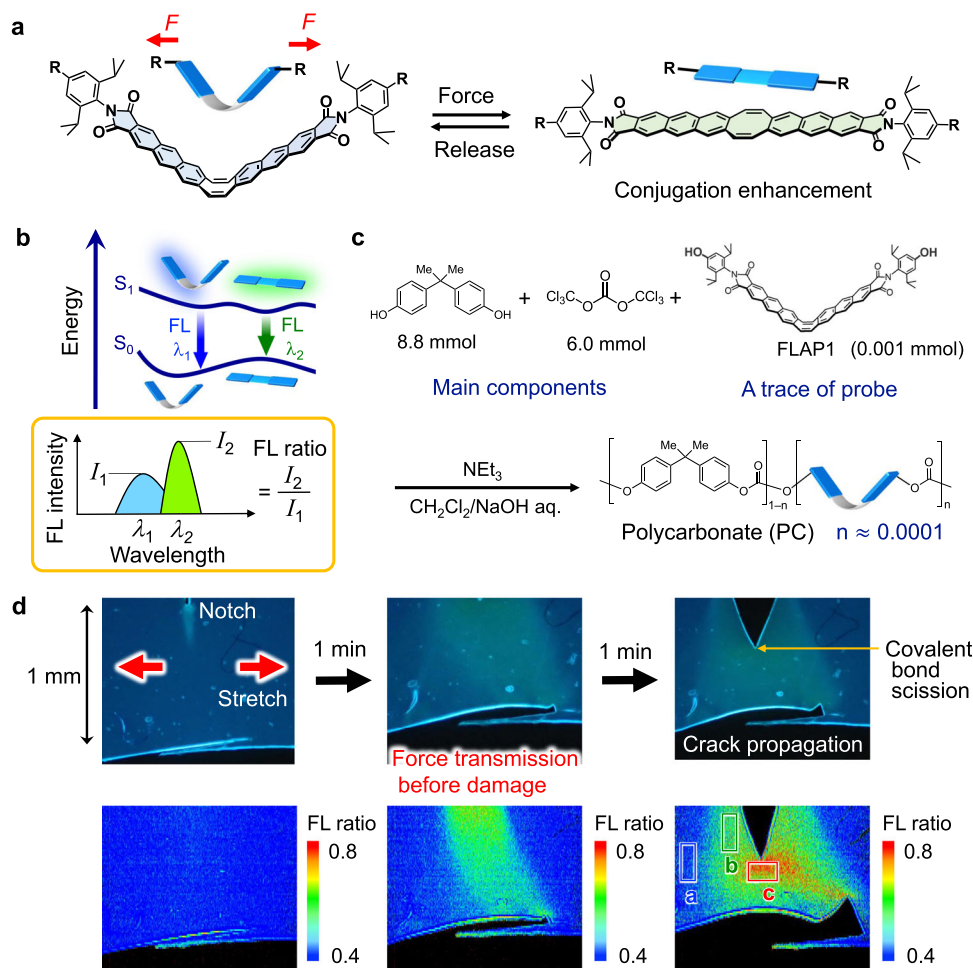 a
F
F
R
R
R
R
N
O
O
N
O
O
Force
Release
R
R
R
N
O
O
O
O
N
R
Conjugation enhancement
b
Energy
S1
S0
FL
λ1
FL
λ2
FL intensity
I1
I2
λ1
λ2
Wavelength
FL ratio
= I2
I1
c
Me Me
HO
OH
8.8 mmol
+
O
Cl3C O O CCl3
6.0 mmol
+
HO
OH
N
O
O
N
O
O
FLAP1 (0.001 mmol)
Main components
A trace of probe
NEt3
CH2Cl2/NaOH aq.
Me Me
O
O
O
1–n
O
O
O
n
Polycarbonate (PC) n ≈ 0.0001
d
1 mm
Notch
Stretch
1 min
Force transmission
before damage
1 min
Crack propagation
Covalent
bond
scission
FL ratio
0.8
0.4
FL ratio
0.8
0.4
a
b
c
FL ratio
0.8
0.4